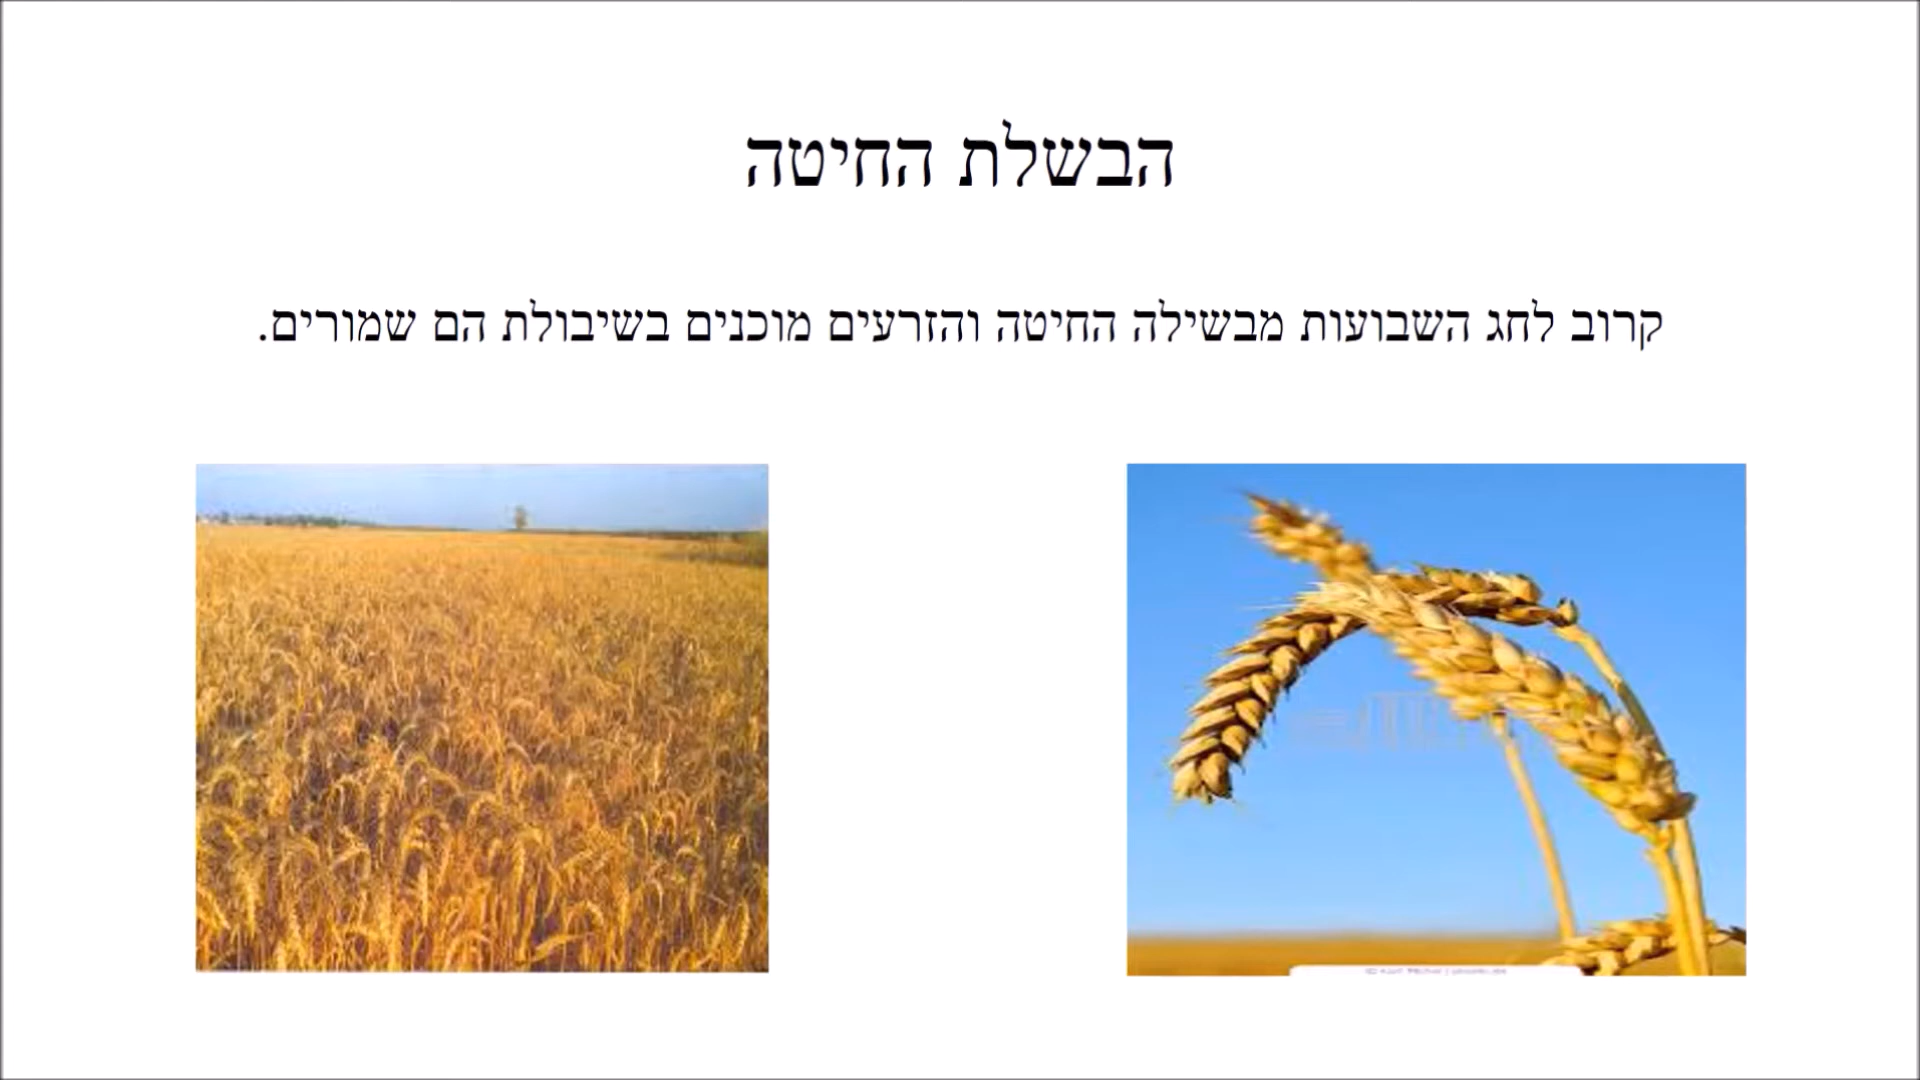 הבשלת החיטה
קרוב לחג השבועות מבשילה החיטה והזרעים מוכנים בשיבולת הם שמורים.